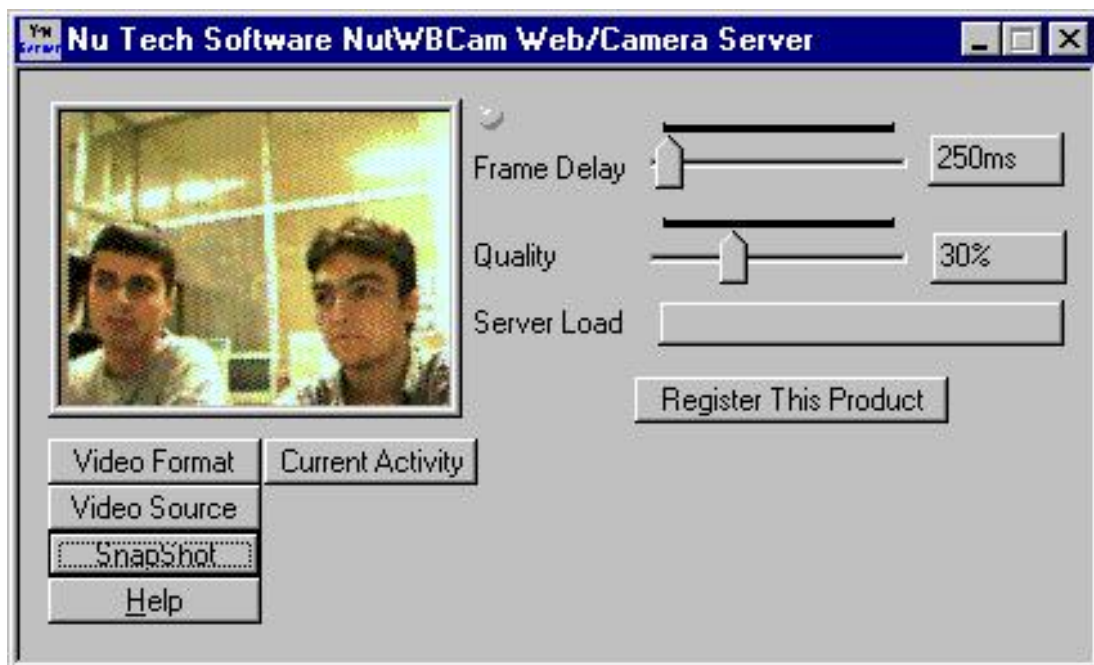 Nu Tech Software NutWBCam Web/Camera Server
Frame Delay
250ms
Quality
30%
Server Load
Register This Product
Video Format
Current Activity
Video Source
SnapShot
Help